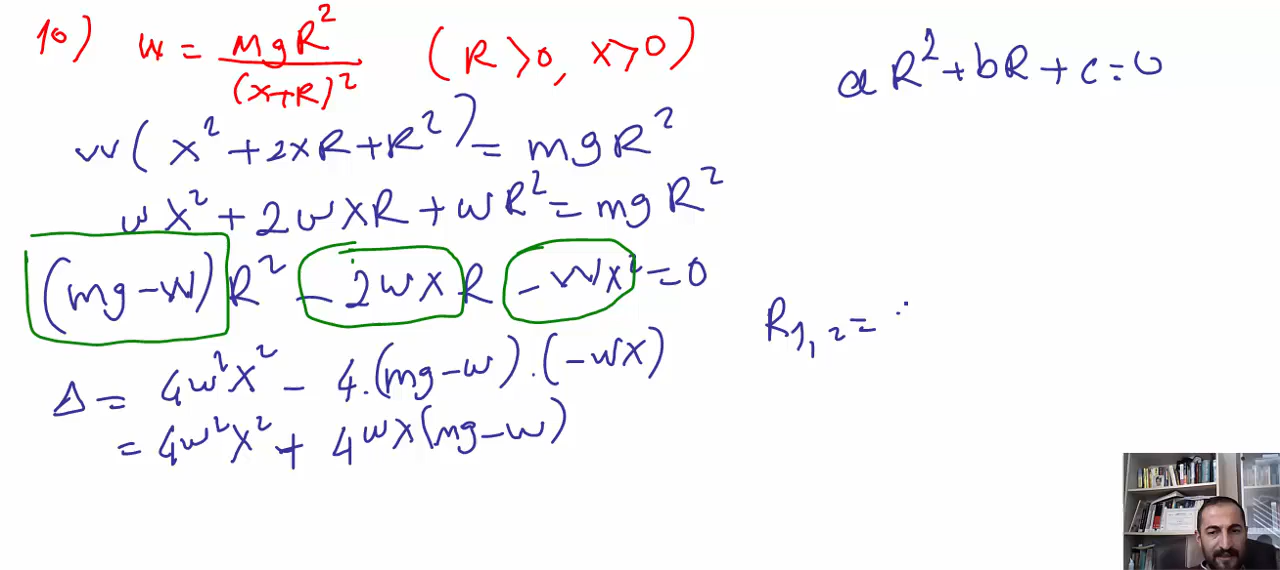 10) W = mgR² / (x+R)² (R >0, x>0)
W( x² + 2xR + R² ) = mgR²
wx² + 2wxR + wR² = mgR²
(mg-W)R² - 2wxR - Wx² = 0
Δ = 4w²x² - 4.(mg-w).(-wx)
= 4w²x² + 4wx(mg-w)
aR² + bR + c = 0
R1,2 =